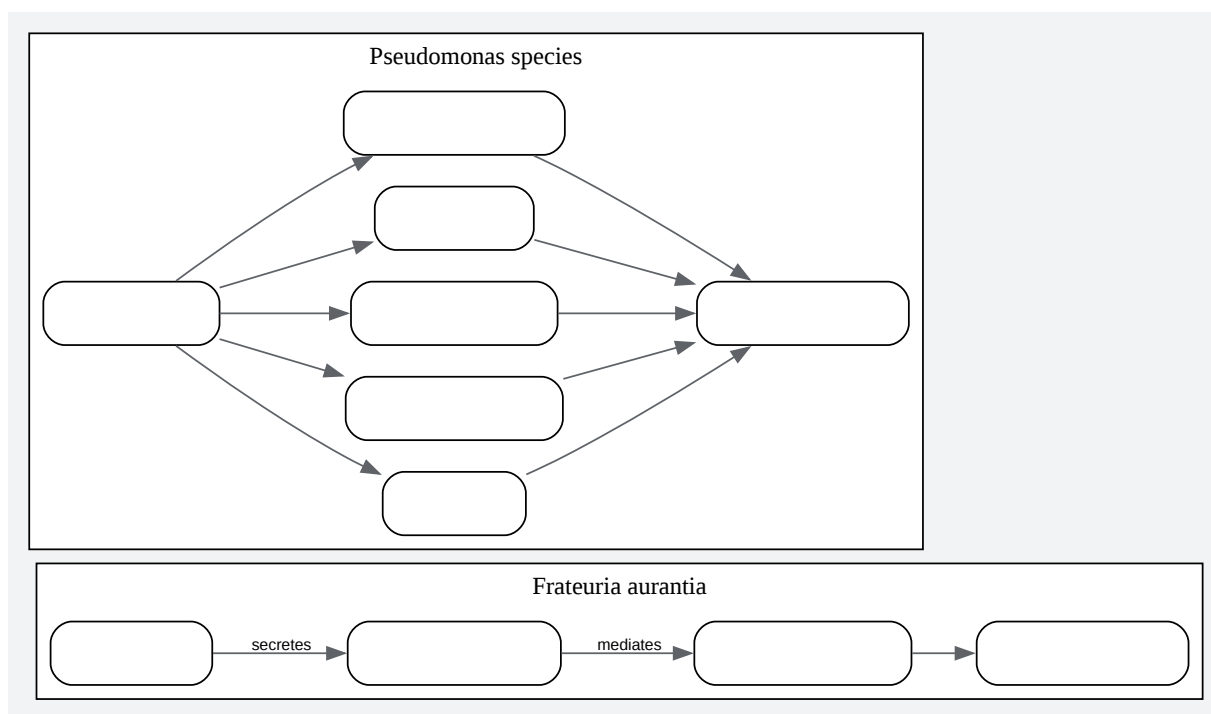 Pseudomonas species
Frateuria aurantia
secretes
mediates